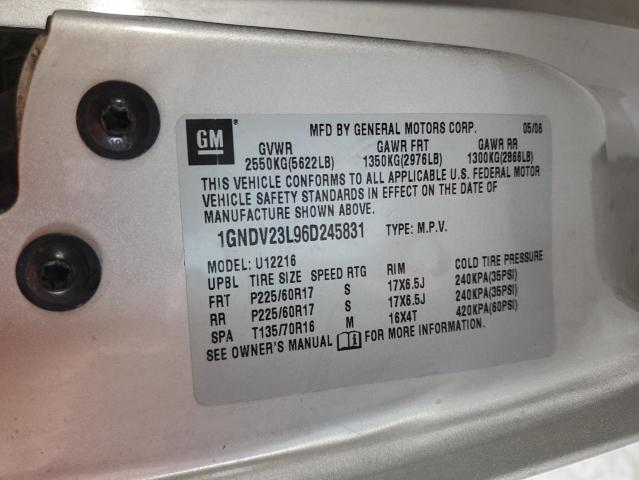 GM ® MFD BY GENERAL MOTORS CORP. 05/06
GVWR GAWR FRT GAWR RR
2550KG(5622LB) 1350KG(2976LB) 1300KG(2866LB)
THIS VEHICLE CONFORMS TO ALL APPLICABLE U.S. FEDERAL MOTOR
VEHICLE SAFETY STANDARDS IN EFFECT ON THE DATE OF
MANUFACTURE SHOWN ABOVE.
1GNDV23L96D245831 TYPE: M.P.V.
MODEL: U12216
UPBL TIRE SIZE SPEED RTG RIM COLD TIRE PRESSURE
FRT P225/60R17 S 17X6.5J 240KPA(35PSI)
RR P225/60R17 S 17X6.5J 240KPA(35PSI)
SPA T135/70R16 M 16X4T 420KPA(60PSI)
SEE OWNER'S MANUAL FOR MORE INFORMATION.